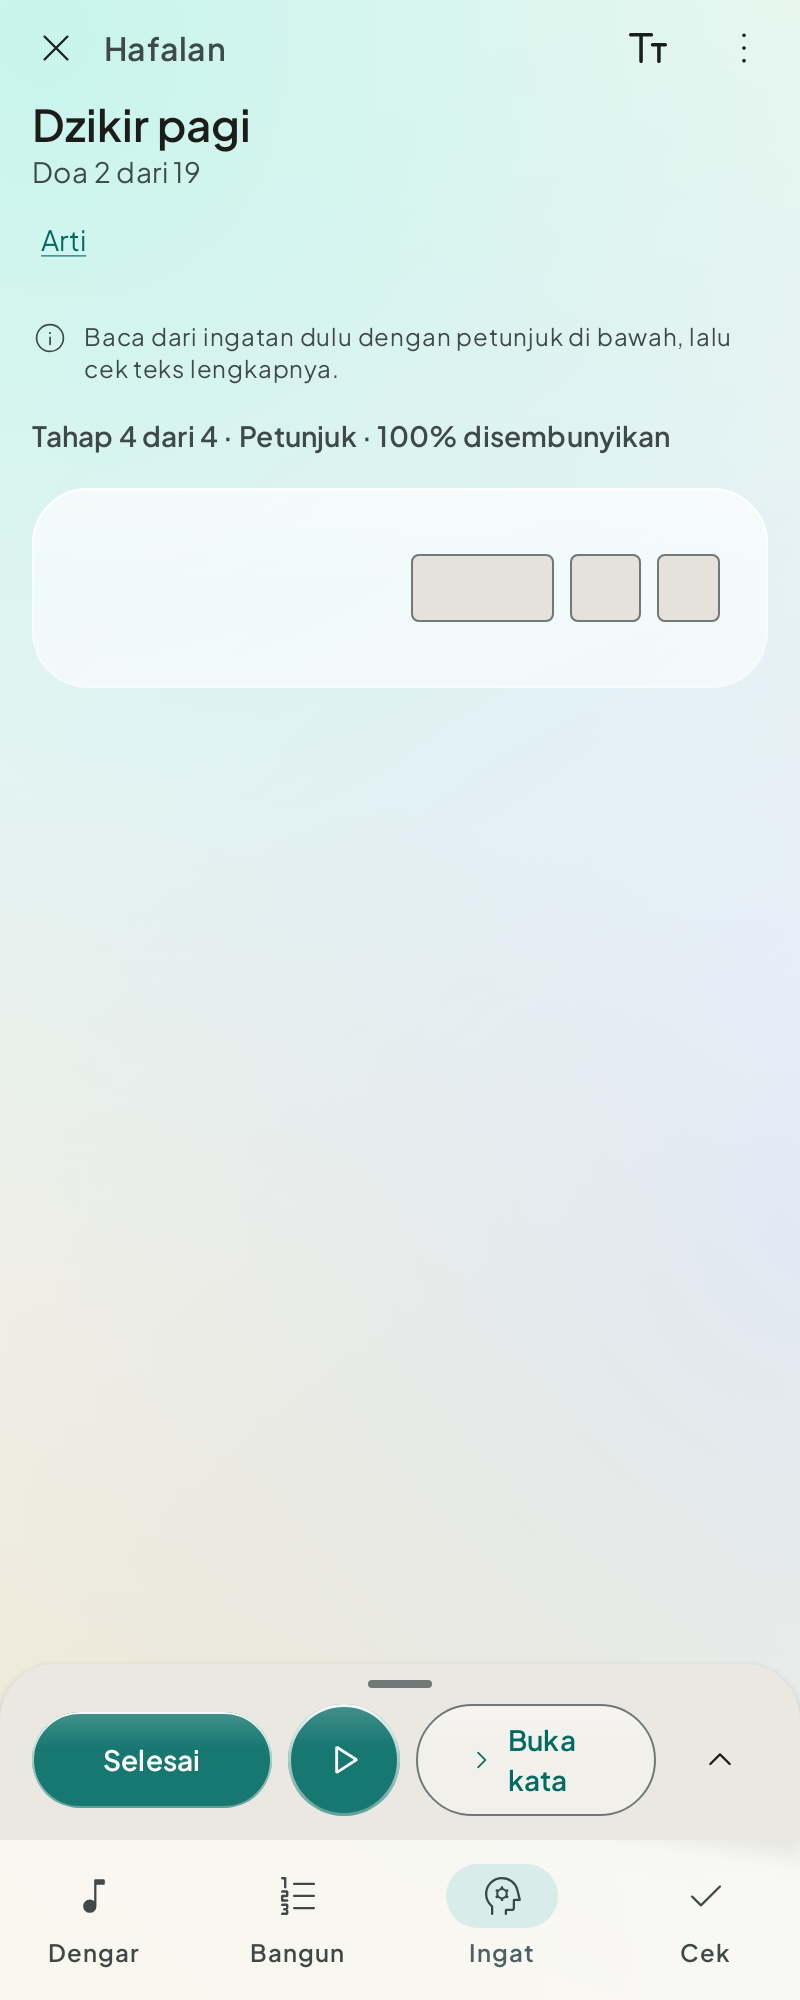 Hafalan
Dzikir pagi
Doa 2 dari 19
Arti
Baca dari ingatan dulu dengan petunjuk di bawah, lalu
cek teks lengkapnya.
Tahap 4 dari 4 · Petunjuk · 100% disembunyikan
Selesai
Buka
kata
Dengar
Bangun
Ingat
Cek